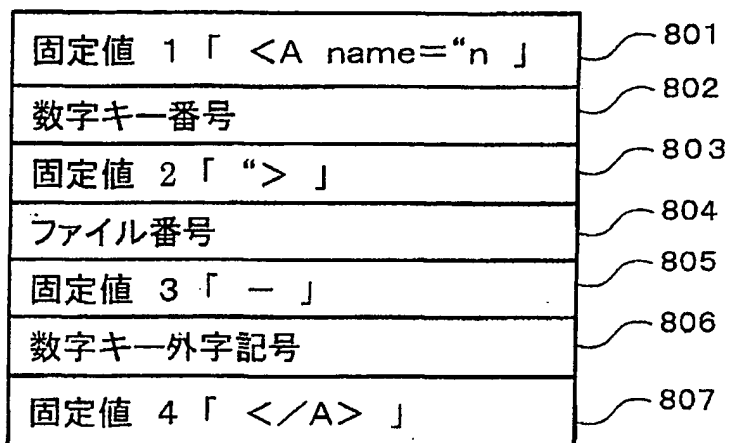 固定値 1「 <A name=“n 」 801
数字キー番号 802
固定値 2「 “> 」 803
ファイル番号 804
固定値 3「 － 」 805
数字キー外字記号 806
固定値 4「 <／A> 」 807